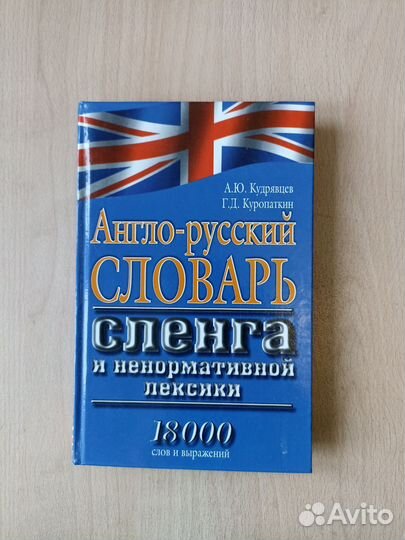 А.Ю. Кудрявцев
Г.Д. Куропаткин
Англо-русский
СЛОВАРЬ
сленга
и ненормативной
лексики
18000
слов и выражений
Avito